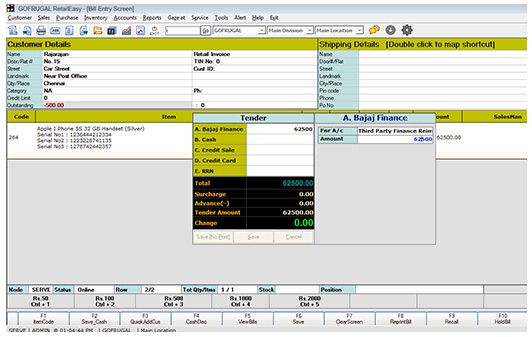 GOFRUGAL RetailEasy - [Bill Entry Screen]
Customer Sales Purchase Inventory Accounts Reports Gaze at Service Tools Alert Help Exit
GOFRUGAL Main Division Main Location
Customer Details Shipping Details [Double click to map shortcut]
Name Rajarajan Retail Invoice Name
Door/Flat # No.15 TIN No: 0 Door#/Flat
Street Car Street Cust ID: Street
Landmark Near Post Office Landmark
City/Place Chennai City/Place
Category NA Ph: Pin code
Credit Limit 0 Phone
Outstanding -500.00 : 0 Po No
Code Item Tender A. Bajaj Finance ount SalesMan
264 Apple I Phone 5S 32 GB Handset (Silver)
Serial No1 : 1236444212334
Serial No2 : 1223228741135
Serial No3 : 1278742442357
A. Bajaj Finance 62500
B. Cash
C. Credit Sale
D. Credit Card
E. RRN
For A/c Third Party Finance Reim
Amount 62500
62500.00
Total 62500.00
Surcharge 0.00
Advance(-) 0.00
Tender Amount 62500.00
Change 0.00
Save [No Print] Save Cancel
Node SERVE Status Online Row 2/2 Tot Qty/Itms 1 / 1 Stock Position
Rs.50 Rs.100 Rs.500 Rs.1000 Rs.2000
Ctrl + 1 Ctrl + 2 Ctrl + 3 Ctrl + 4 Ctrl + 5
F1 F2 F3 F4 F5 F6 F7 F8 F9 F10
ItemCode Save_Cash QuickAddCus CashDisc ViewBills Save ClearScreen ReprintBill Recall HoldBill
SERVE | ADMIN @ 01:04:44 PM | GOFRUGAL | Main Location